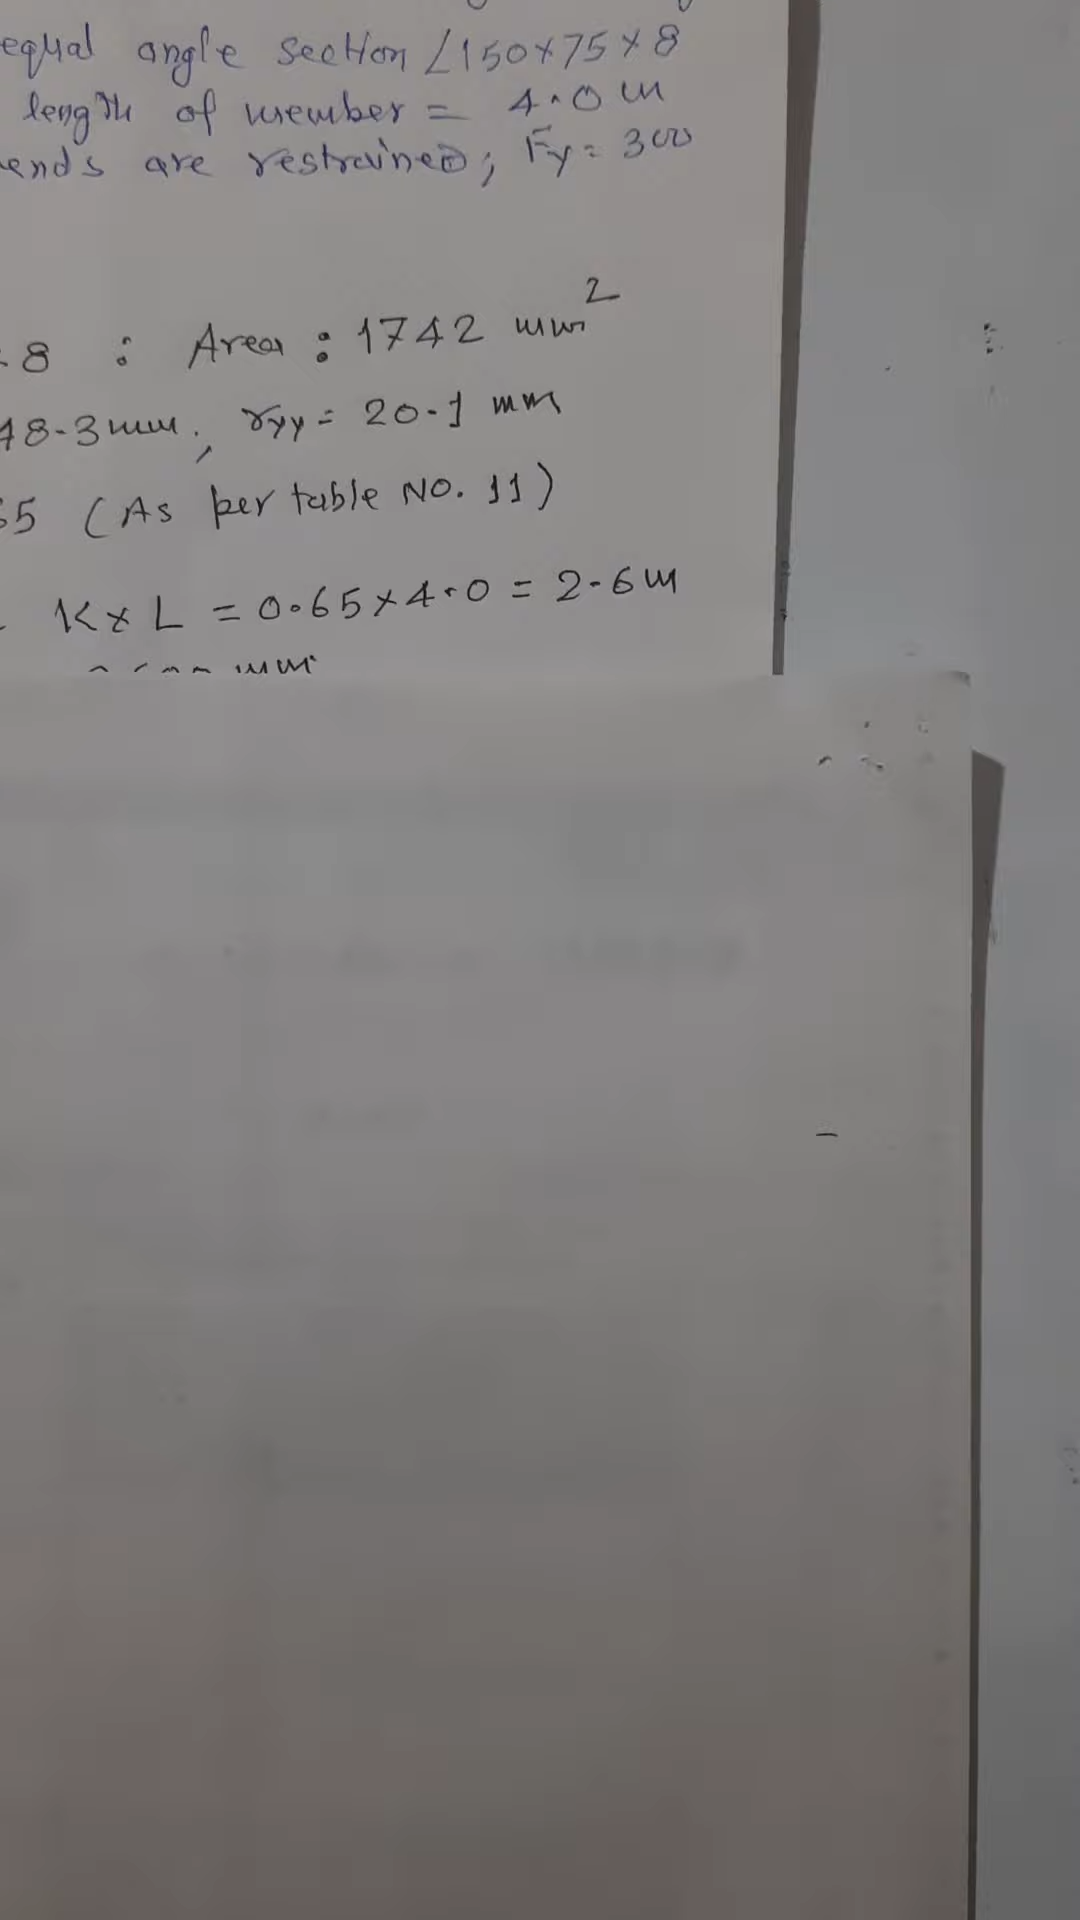 equal angle section ∠150×75×8
length of member = 4.0 m
ends are restrained; Fy = 300
8 : Area : 1742 mm²
48.3 mm, ryy = 20.1 mm
65 (As per table No. 11)
K×L = 0.65×4.0 = 2.6 m
mm